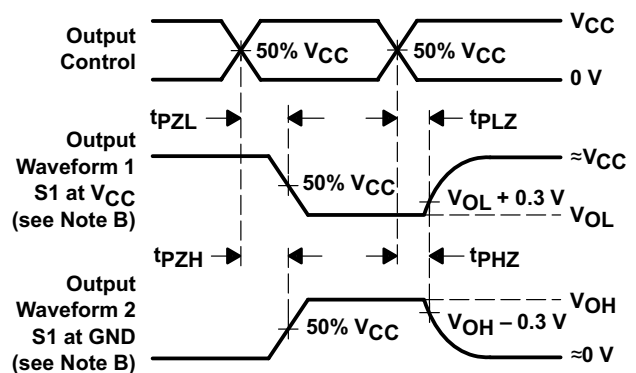 Output
Control
50% VCC
50% VCC
VCC
0 V
tPZL
tPLZ
Output
Waveform 1
S1 at VCC
(see Note B)
50% VCC
≈VCC
VOL + 0.3 V
VOL
tPZH
tPHZ
Output
Waveform 2
S1 at GND
(see Note B)
50% VCC
VOH
VOH – 0.3 V
≈0 V